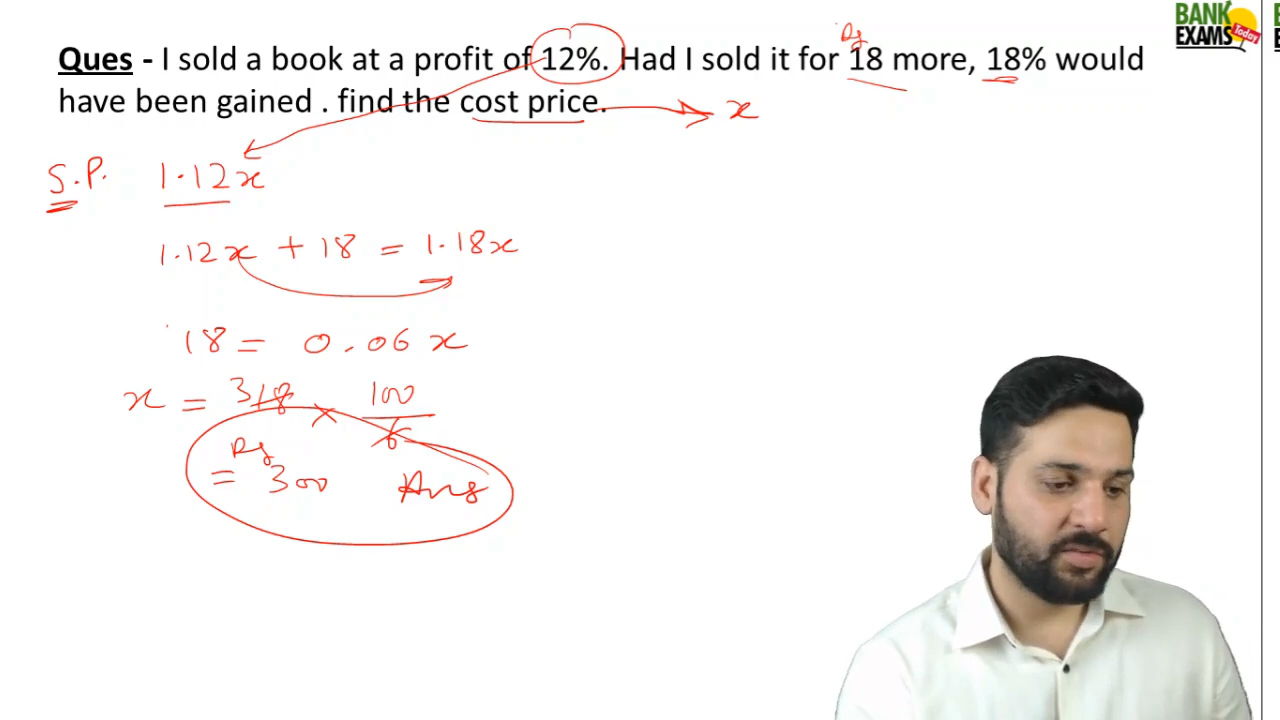 BANK
EXAMS Today
Rs
Ques - I sold a book at a profit of 12%. Had I sold it for 18 more, 18% would
have been gained . find the cost price. x
S.P. 1.12x
1.12x + 18 = 1.18x
18 = 0.06 x
x = 3 18 × 100/6
= Rs 300 Ans